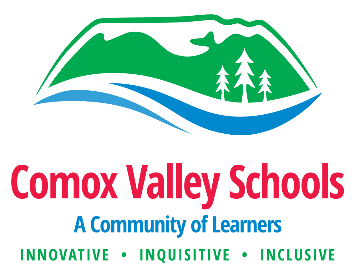 Comox Valley Schools
A Community of Learners
INNOVATIVE • INQUISITIVE • INCLUSIVE